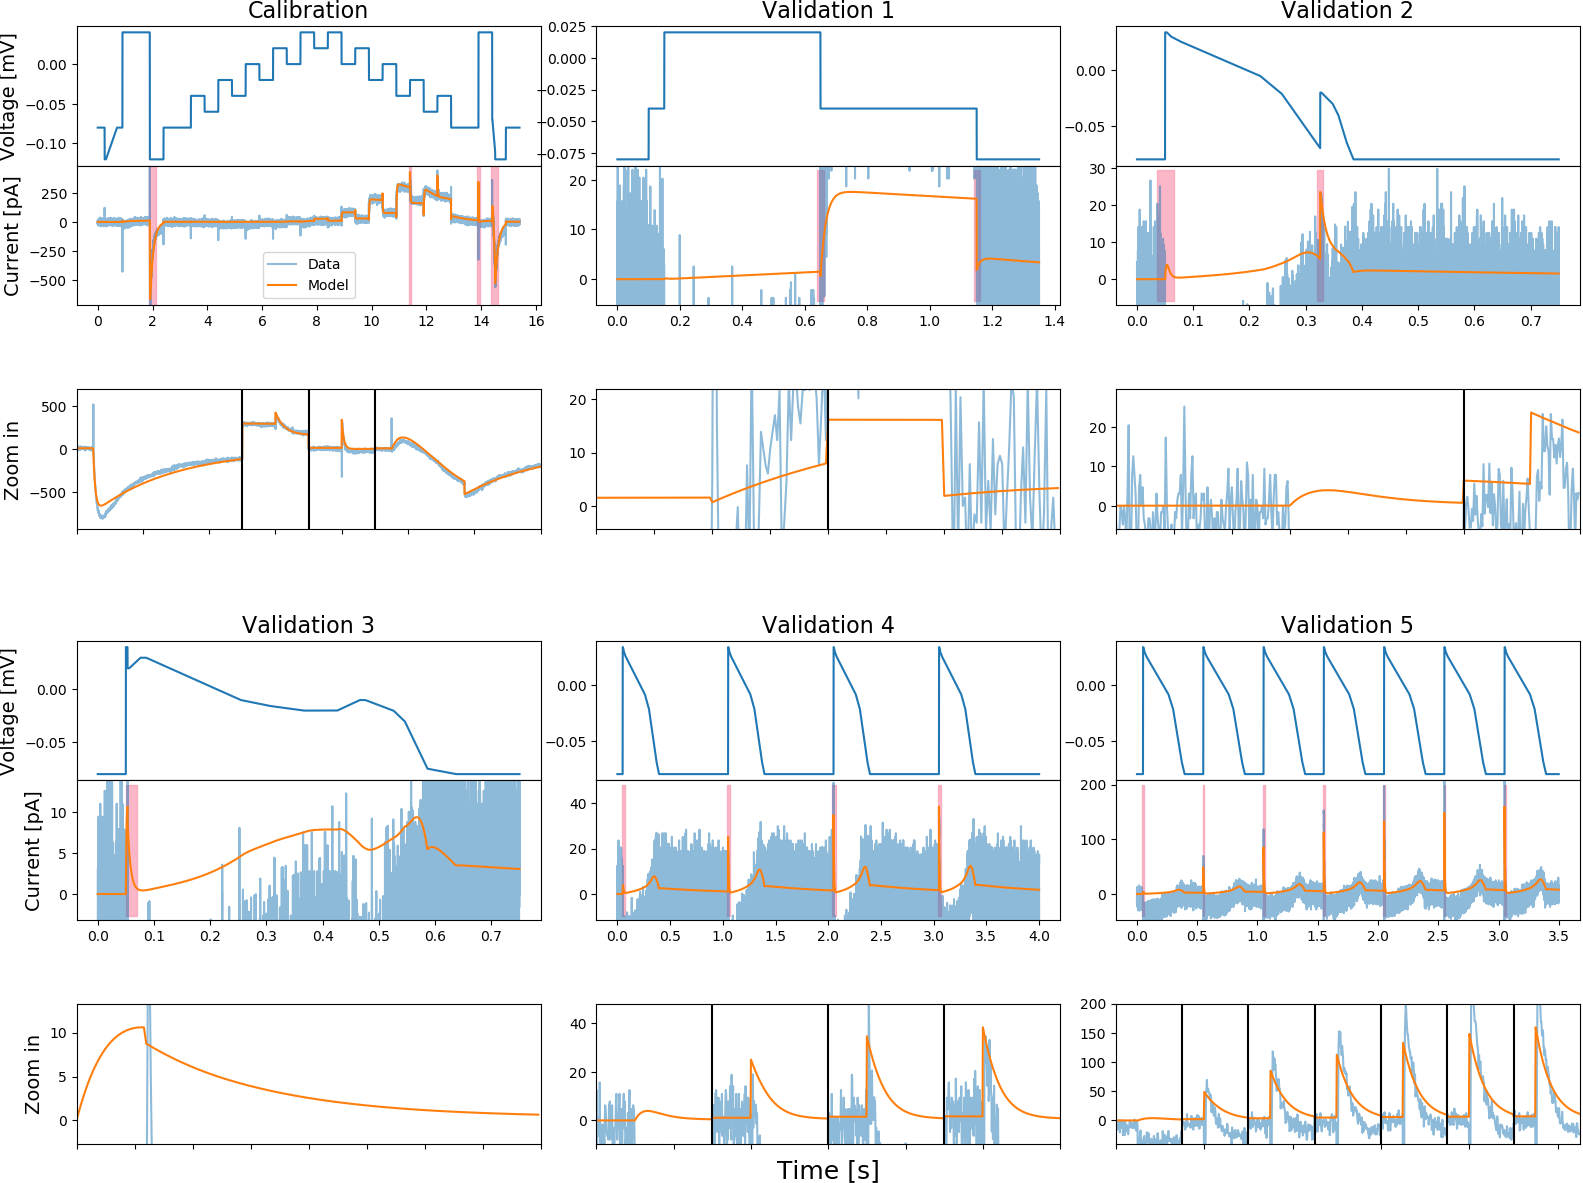 Calibration
Validation 1
Validation 2
Voltage [mV]
0.00
−0.05
−0.10
0.025
0.000
−0.025
−0.050
−0.075
0.00
−0.05
Current [pA]
250
0
−250
−500
Data
Model
0 2 4 6 8 10 12 14 16
20
10
0
0.0 0.2 0.4 0.6 0.8 1.0 1.2 1.4
30
20
10
0
0.0 0.1 0.2 0.3 0.4 0.5 0.6 0.7
Zoom in
500
0
−500
20
10
0
20
10
0
Validation 3
Validation 4
Validation 5
Voltage [mV]
0.00
−0.05
0.00
−0.05
0.00
−0.05
Current [pA]
10
5
0
0.0 0.1 0.2 0.3 0.4 0.5 0.6 0.7
40
20
0
0.0 0.5 1.0 1.5 2.0 2.5 3.0 3.5 4.0
200
100
0
0.0 0.5 1.0 1.5 2.0 2.5 3.0 3.5
Zoom in
10
5
0
40
20
0
200
150
100
50
0
Time [s]